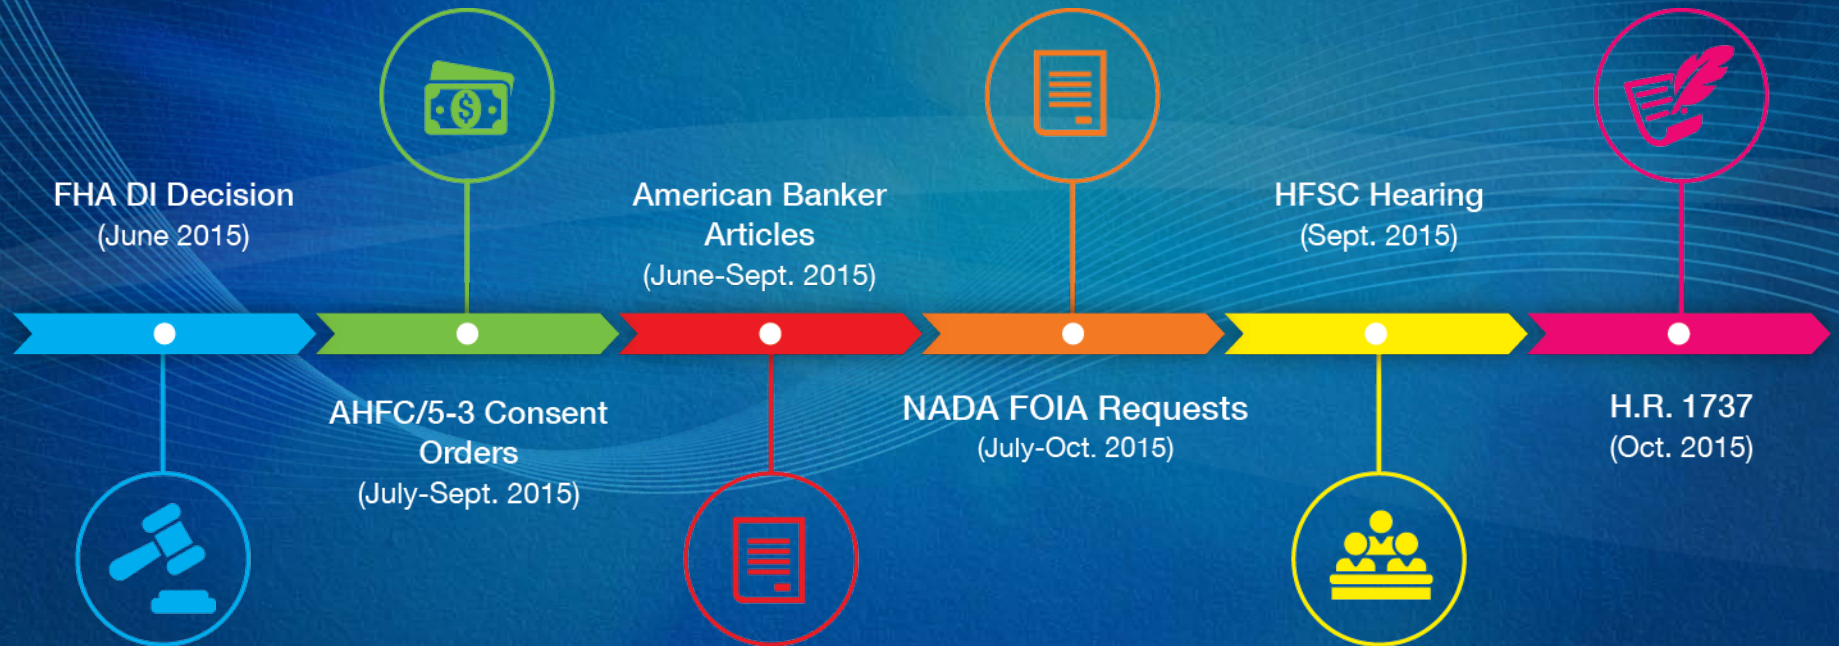 FHA DI Decision
(June 2015)
AHFC/5-3 Consent
Orders
(July-Sept. 2015)
American Banker
Articles
(June-Sept. 2015)
NADA FOIA Requests
(July-Oct. 2015)
HFSC Hearing
(Sept. 2015)
H.R. 1737
(Oct. 2015)